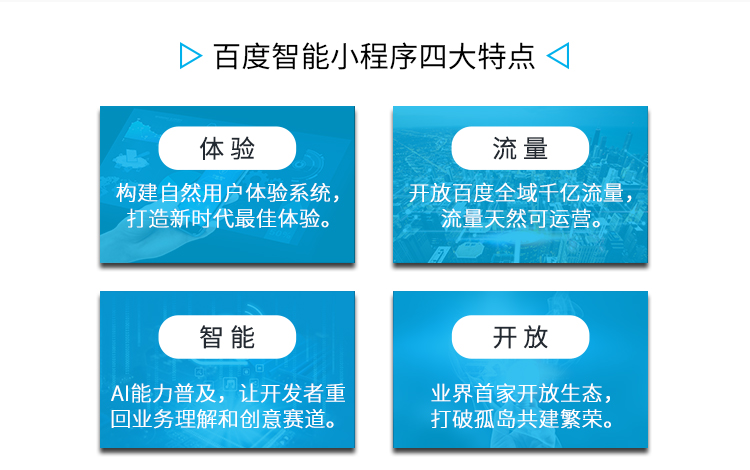 百度智能小程序四大特点
体验
构建自然用户体验系统，
打造新时代最佳体验。
流量
开放百度全域千亿流量，
流量天然可运营。
智能
AI能力普及，让开发者重
回业务理解和创意赛道。
开放
业界首家开放生态，
打破孤岛共建繁荣。